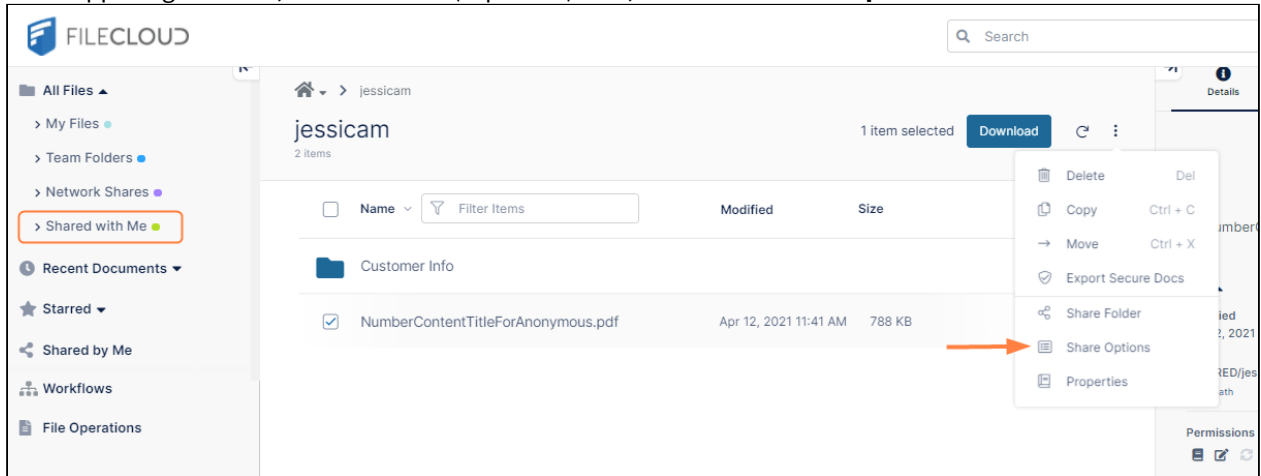 FILECLOUD
Search
All Files
My Files
Team Folders
Network Shares
Shared with Me
Recent Documents
Starred
Shared by Me
Workflows
File Operations
jessicam
jessicam
2 items
1 item selected
Download
Name
Filter Items
Modified
Size
Customer Info
NumberContentTitleForAnonymous.pdf
Apr 12, 2021 11:41 AM
788 KB
Delete Del
Copy Ctrl + C
Move Ctrl + X
Export Secure Docs
Share Folder
Share Options
Properties
Details
Permissions